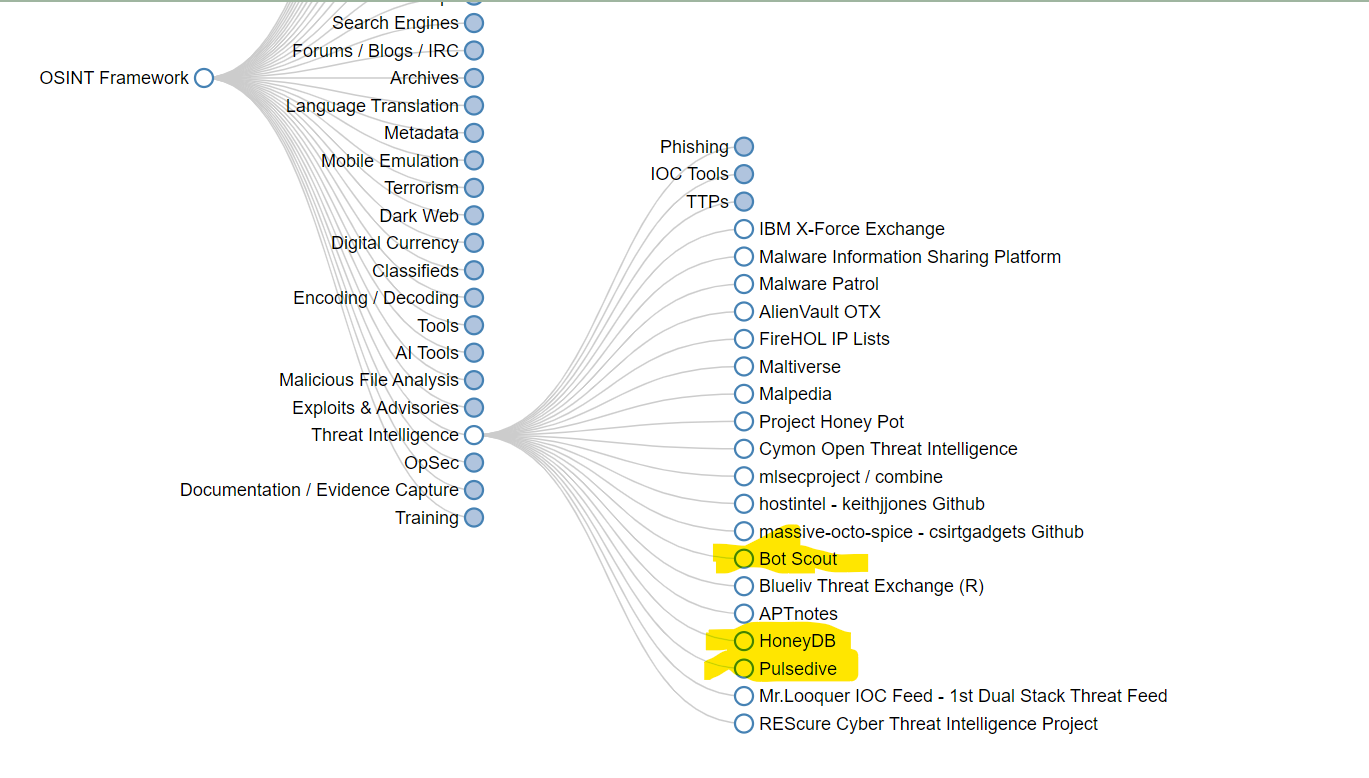 Search Engines
Forums / Blogs / IRC
OSINT Framework
Archives
Language Translation
Metadata
Mobile Emulation
Terrorism
Dark Web
Digital Currency
Classifieds
Encoding / Decoding
Tools
AI Tools
Malicious File Analysis
Exploits & Advisories
Threat Intelligence
OpSec
Documentation / Evidence Capture
Training
Phishing
IOC Tools
TTPs
IBM X-Force Exchange
Malware Information Sharing Platform
Malware Patrol
AlienVault OTX
FireHOL IP Lists
Maltiverse
Malpedia
Project Honey Pot
Cymon Open Threat Intelligence
mlsecproject / combine
hostintel - keithjjones Github
massive-octo-spice - csirtgadgets Github
Bot Scout
Blueliv Threat Exchange (R)
APTnotes
HoneyDB
Pulsedive
Mr.Looquer IOC Feed - 1st Dual Stack Threat Feed
REScure Cyber Threat Intelligence Project